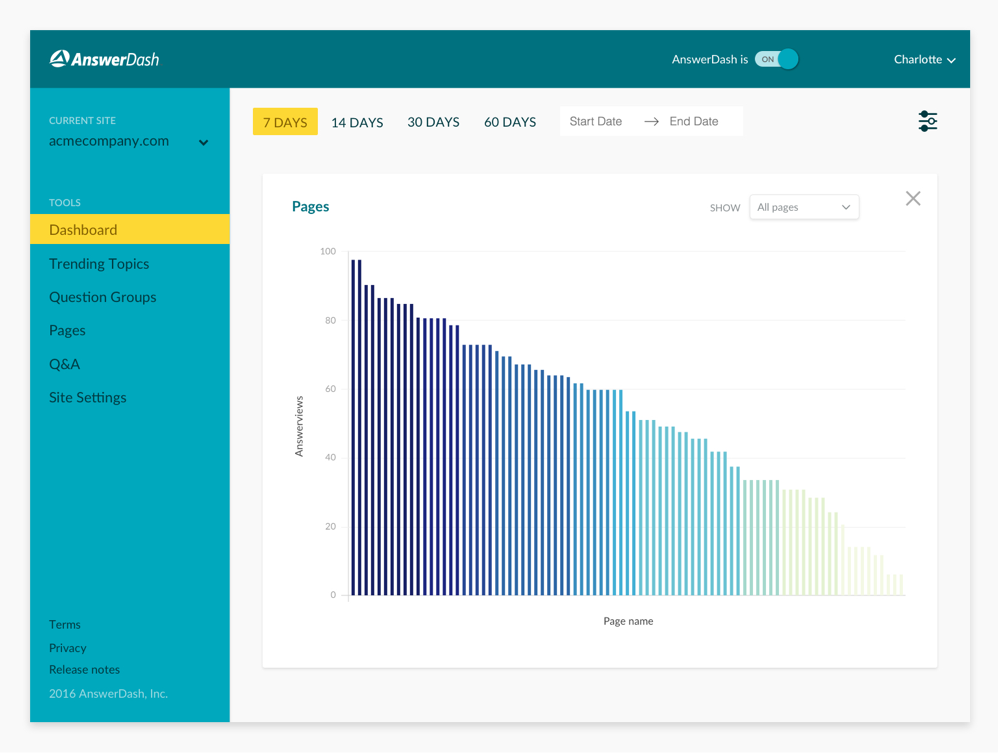 AnswerDash
AnswerDash is ON
Charlotte
CURRENT SITE
acmecompany.com
TOOLS
Dashboard
Trending Topics
Question Groups
Pages
Q&A
Site Settings
Terms
Privacy
Release notes
2016 AnswerDash, Inc.
7 DAYS 14 DAYS 30 DAYS 60 DAYS Start Date → End Date
Pages
SHOW All pages
100
80
60
40
20
0
Answerviews
Page name